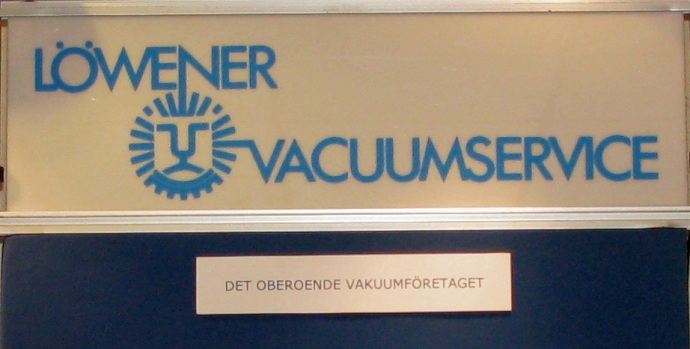 LÖWENER
VACUUMSERVICE
DET OBEROENDE VAKUUMFÖRETAGET